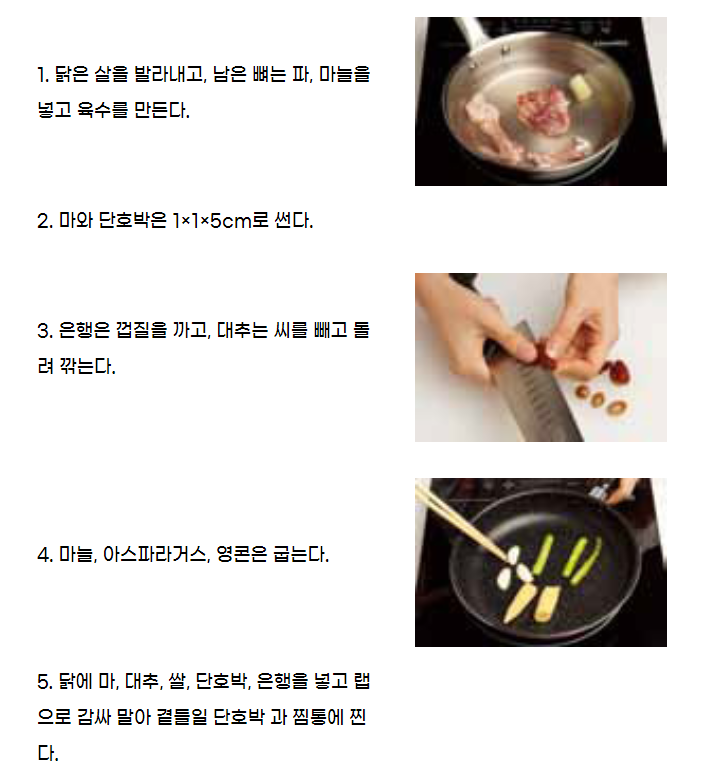 1. 닭은 살을 발라내고, 남은 뼈는 파, 마늘을
넣고 육수를 만든다.
2. 마와 단호박은 1×1×5cm로 썬다.
3. 은행은 껍질을 까고, 대추는 씨를 빼고 돌
려 깎는다.
4. 마늘, 아스파라거스, 영콘은 굽는다.
5. 닭에 마, 대추, 쌀, 단호박, 은행을 넣고 랩
으로 감싸 말아 곁들일 단호박 과 찜통에 찐
다.